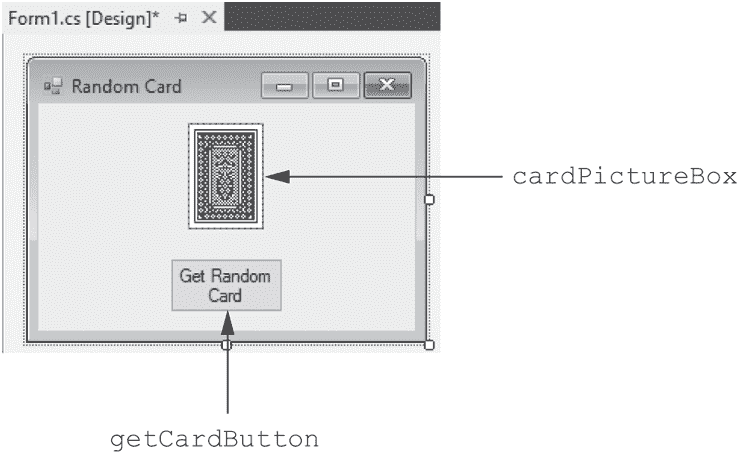 Form1.cs [Design]*
Random Card
cardPictureBox
Get Random
Card
getCardButton